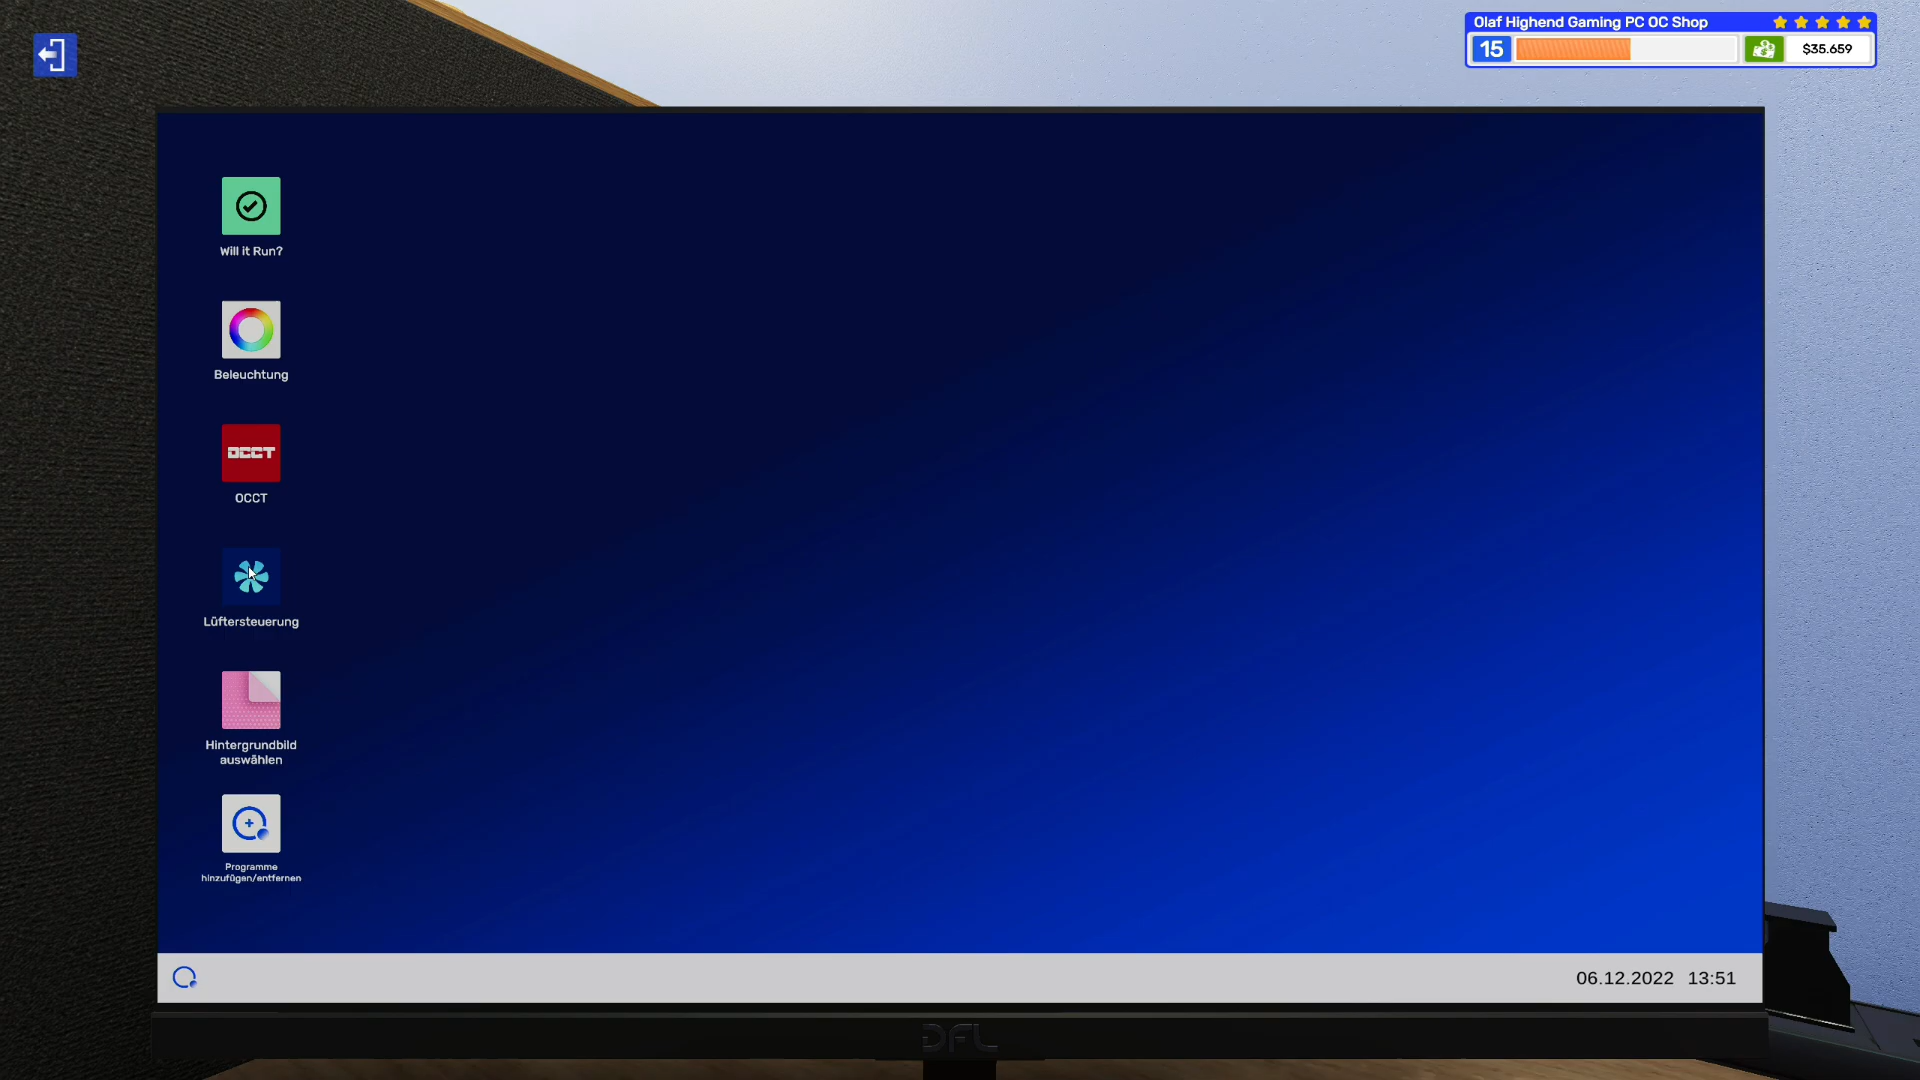 Olaf Highend Gaming PC OC Shop
15
$35.659
Will it Run?
Beleuchtung
OCCT
OCCT
Lüftersteuerung
Hintergrundbild
auswählen
Programme
hinzufügen/entfernen
06.12.2022 13:51
DFL